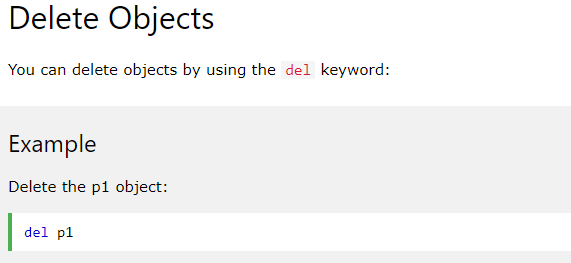 Delete Objects
You can delete objects by using the del keyword:
Example
Delete the p1 object:
del p1